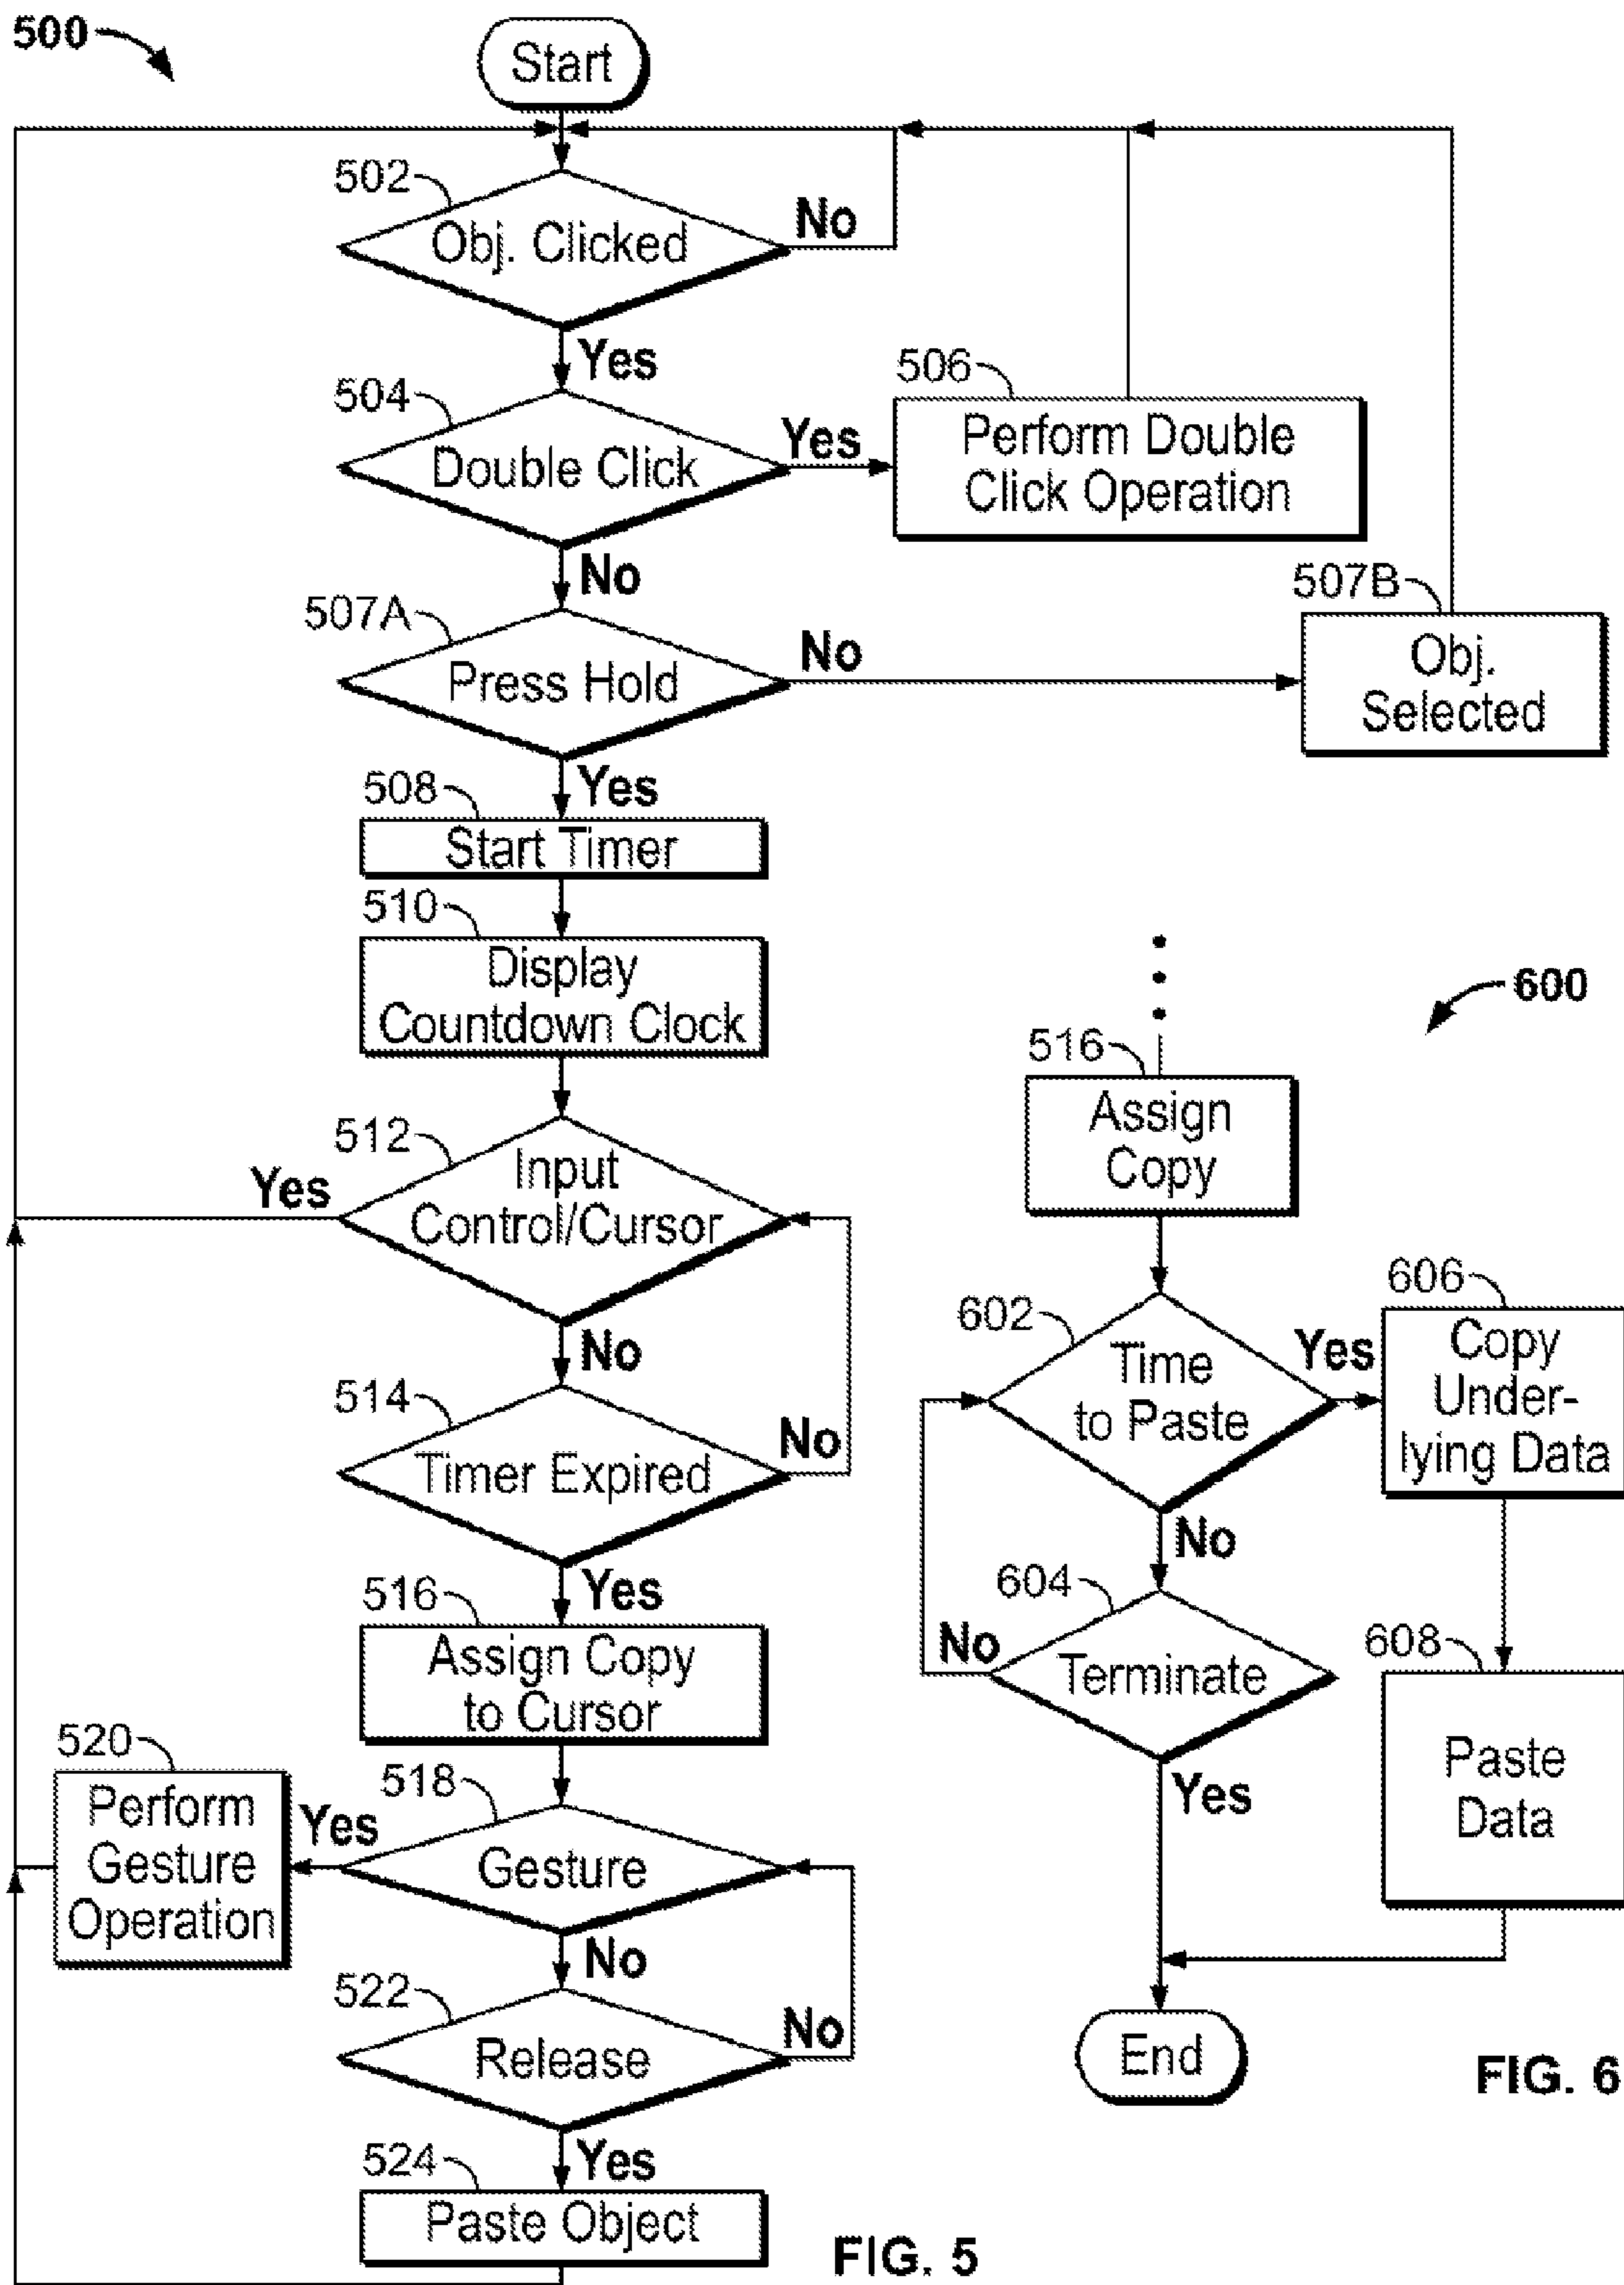 500
Start
502
Obj. Clicked
No
Yes
504
Double Click
Yes
506
Perform Double
Click Operation
No
507A
Press Hold
No
507B
Obj.
Selected
Yes
508
Start Timer
510
Display
Countdown Clock
512
Input
Control/Cursor
Yes
No
514
Timer Expired
No
Yes
516
Assign Copy
to Cursor
518
Gesture
Yes
520
Perform
Gesture
Operation
No
522
Release
No
Yes
524
Paste Object
FIG. 5
600
516
Assign
Copy
602
Time
to Paste
Yes
606
Copy
Under-
lying Data
No
604
Terminate
No
608
Paste
Data
Yes
End
FIG. 6